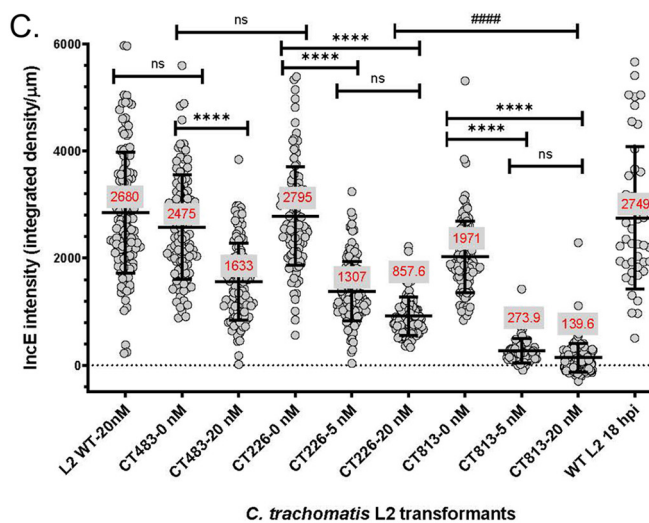 C.
ns
####
****
ns
****
ns
****
****
****
ns
6000
4000
2000
0
IncE intensity (integrated density/μm)
2680
2475
1633
2795
1307
857.6
1971
273.9
139.6
2749
L2 WT-20nM
CT483-0 nM
CT483-20 nM
CT226-0 nM
CT226-5 nM
CT226-20 nM
CT813-0 nM
CT813-5 nM
CT813-20 nM
WT L2 18 hpi
C. trachomatis L2 transformants